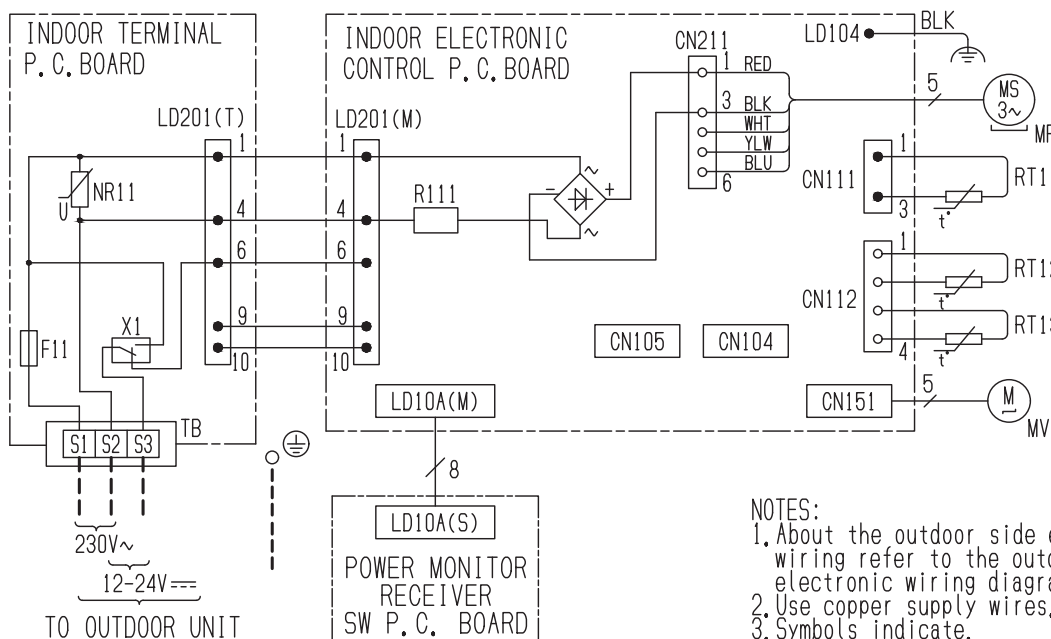 INDOOR TERMINAL
P.C.BOARD
LD201(T)
1
NR11
U
4
6
X1
F11
9
10
S1 S2 S3
TB
230V~
12-24V
TO OUTDOOR UNIT
INDOOR ELECTRONIC
CONTROL P.C.BOARD
LD201(M)
1
4
6
9
10
R111
~
- +
~
CN211
1 RED
3 BLK
WHT
YLW
BLU
6
LD104
BLK
5
MS
3~
CN111
1
3
t°
RT11
CN112
1
4
t°
t°
CN105
CN104
CN151
5
M
~
MV
LD10A(M)
8
LD10A(S)
POWER MONITOR
RECEIVER
SW P.C. BOARD
NOTES:
1. About the outdoor side
wiring refer to the
electronic wiring
2. Use copper supply wires.
3. Symbols indicate.